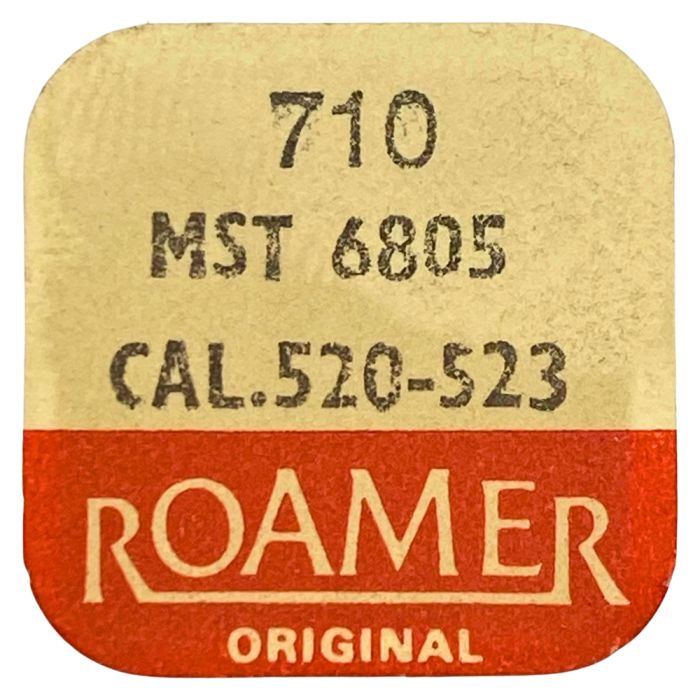 710
MST 6805
CAL.520-523
ROAMER
ORIGINAL